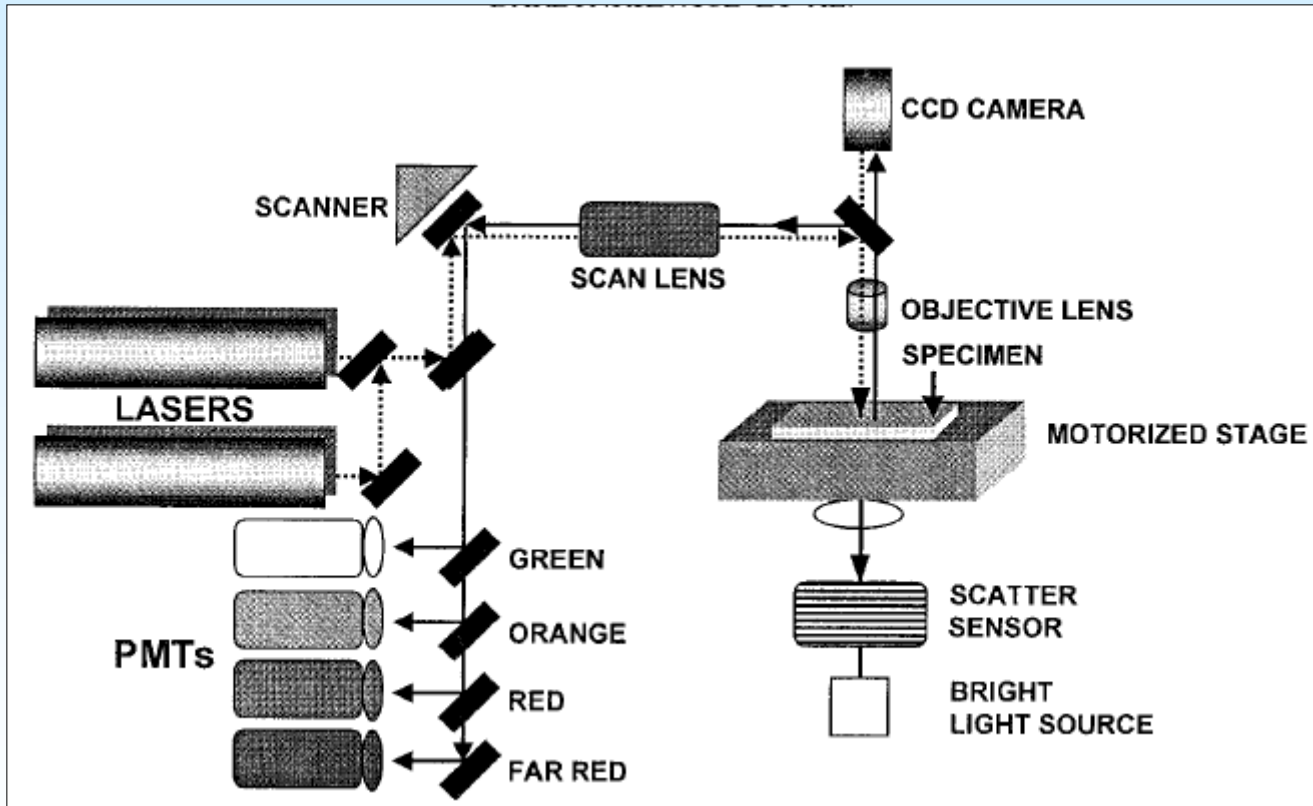 CCD CAMERA
SCANNER
SCAN LENS
OBJECTIVE LENS
SPECIMEN
LASERS
MOTORIZED STAGE
GREEN
ORANGE
PMTs
RED
FAR RED
SCATTER
SENSOR
BRIGHT
LIGHT SOURCE